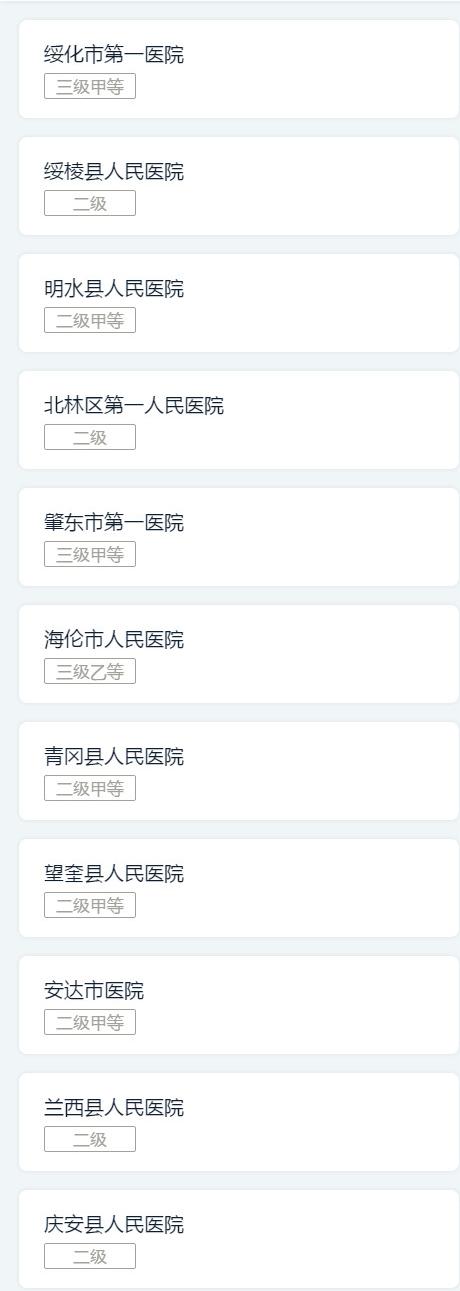 绥化市第一医院
三级甲等
绥棱县人民医院
二级
明水县人民医院
二级甲等
北林区第一人民医院
二级
肇东市第一医院
三级甲等
海伦市人民医院
三级乙等
青冈县人民医院
二级甲等
望奎县人民医院
二级甲等
安达市医院
二级甲等
兰西县人民医院
二级
庆安县人民医院
二级